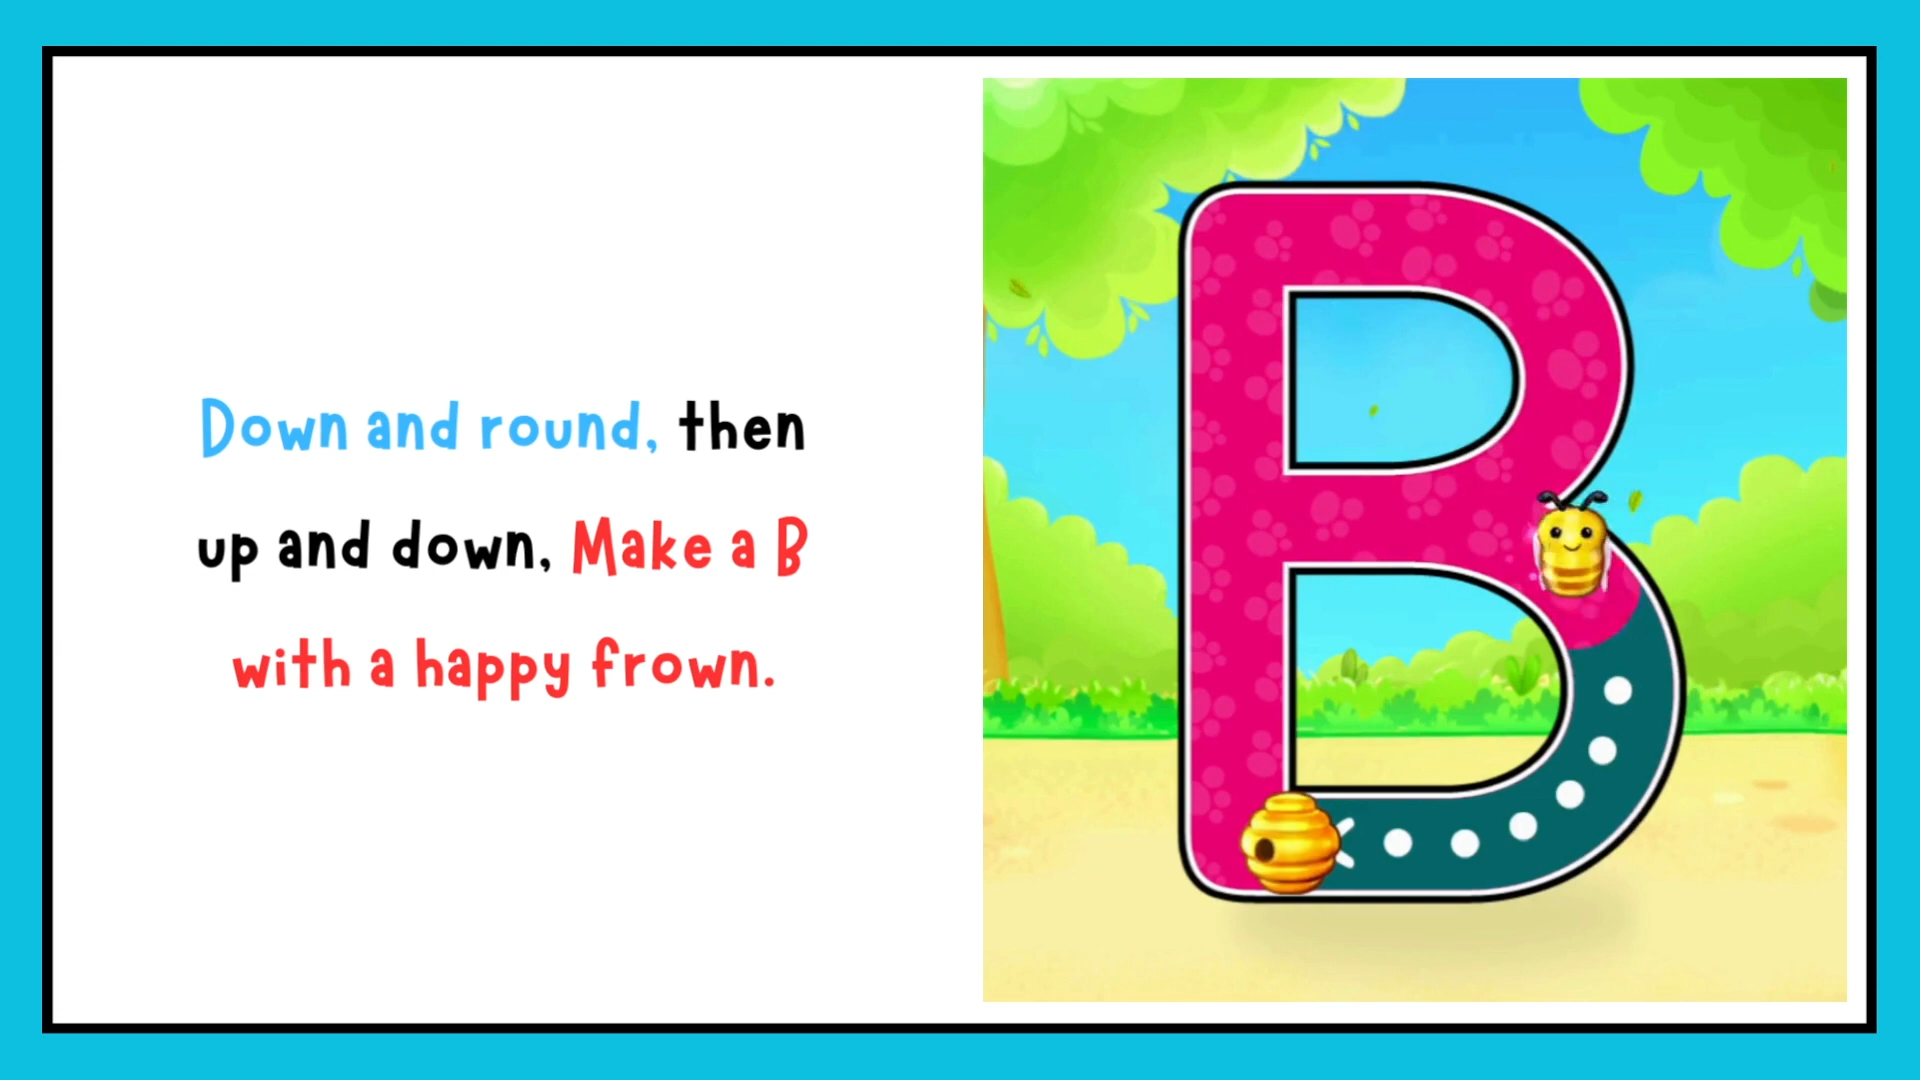 Down and round, then
up and down, Make a B
with a happy frown.
B